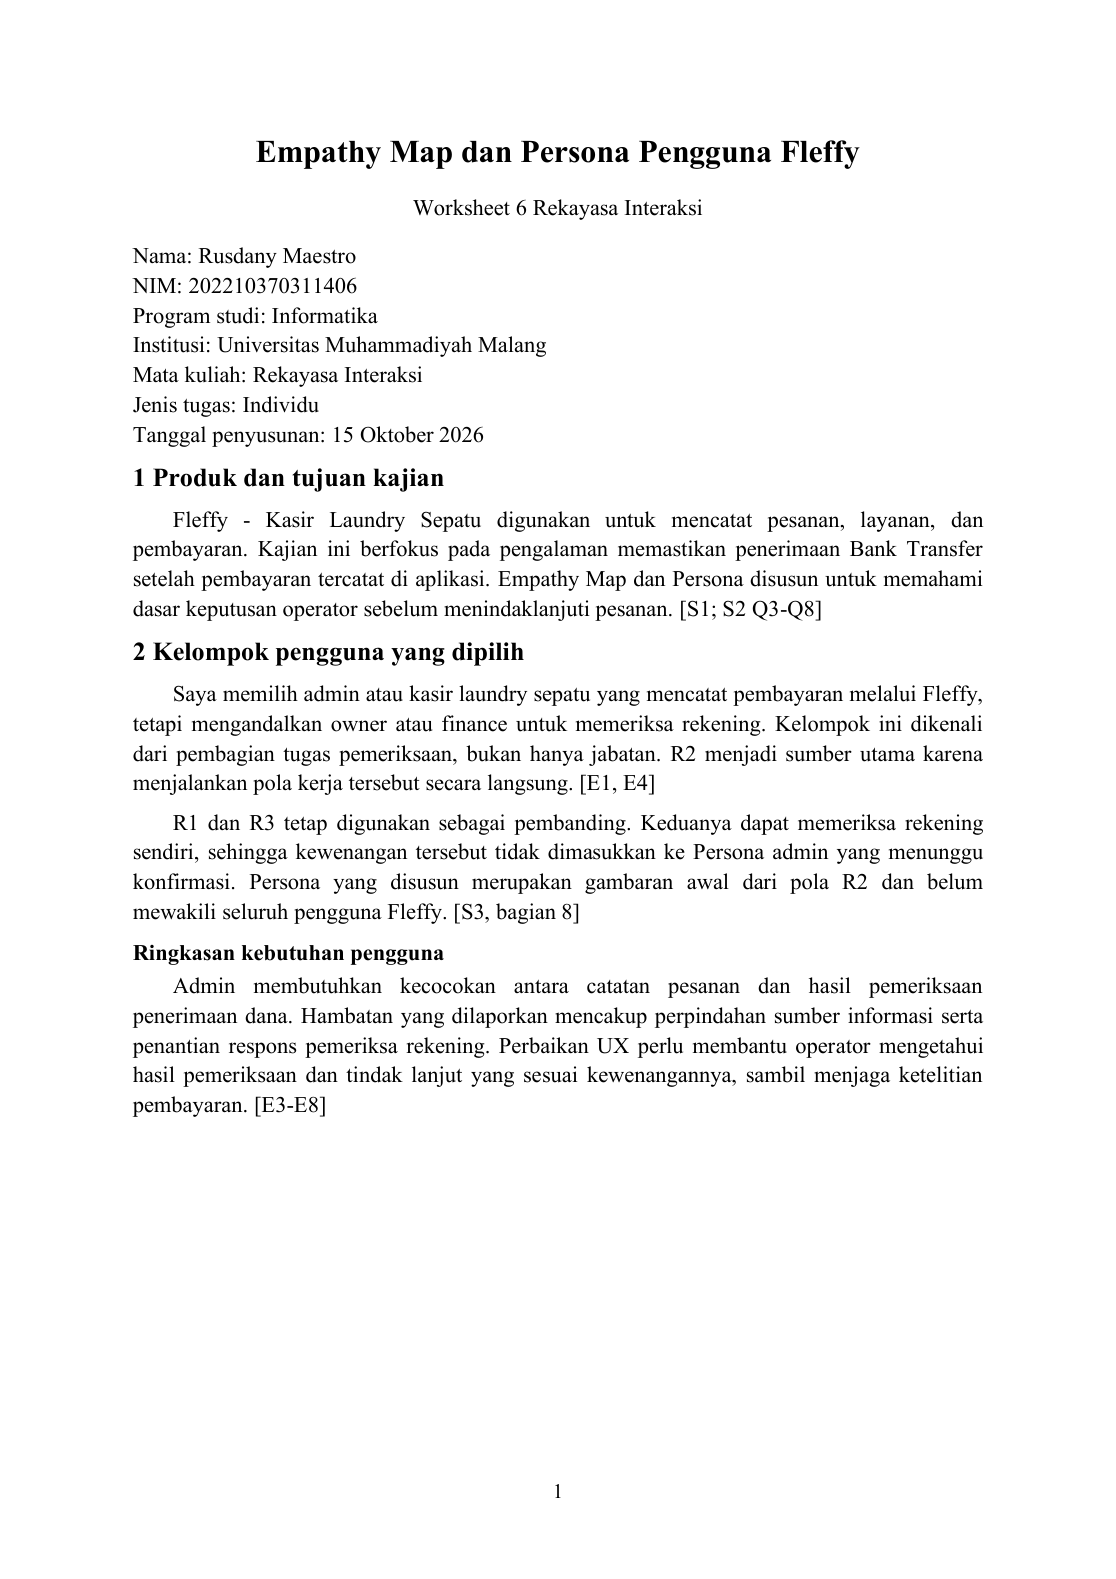 Empathy Map dan Persona Pengguna Fleffy
Worksheet 6 Rekayasa Interaksi
Nama: Rusdany Maestro
NIM: 202210370311406
Program studi: Informatika
Institusi: Universitas Muhammadiyah Malang
Mata kuliah: Rekayasa Interaksi
Jenis tugas: Individu
Tanggal penyusunan: 15 Oktober 2026
1 Produk dan tujuan kajian
Fleffy - Kasir Laundry Sepatu digunakan untuk mencatat pesanan, layanan, dan
pembayaran. Kajian ini berfokus pada pengalaman memastikan penerimaan Bank Transfer
setelah pembayaran tercatat di aplikasi. Empathy Map dan Persona disusun untuk memahami
dasar keputusan operator sebelum menindaklanjuti pesanan. [S1; S2 Q3-Q8]
2 Kelompok pengguna yang dipilih
Saya memilih admin atau kasir laundry sepatu yang mencatat pembayaran melalui Fleffy,
tetapi mengandalkan owner atau finance untuk memeriksa rekening. Kelompok ini dikenali
dari pembagian tugas pemeriksaan, bukan hanya jabatan. R2 menjadi sumber utama karena
menjalankan pola kerja tersebut secara langsung. [E1, E4]
R1 dan R3 tetap digunakan sebagai pembanding. Keduanya dapat memeriksa rekening
sendiri, sehingga kewenangan tersebut tidak dimasukkan ke Persona admin yang menunggu
konfirmasi. Persona yang disusun merupakan gambaran awal dari pola R2 dan belum
mewakili seluruh pengguna Fleffy. [S3, bagian 8]
Ringkasan kebutuhan pengguna
Admin membutuhkan kecocokan antara catatan pesanan dan hasil pemeriksaan
penerimaan dana. Hambatan yang dilaporkan mencakup perpindahan sumber informasi serta
penantian respons pemeriksa rekening. Perbaikan UX perlu membantu operator mengetahui
hasil pemeriksaan dan tindak lanjut yang sesuai kewenangannya, sambil menjaga ketelitian
pembayaran. [E3-E8]
1